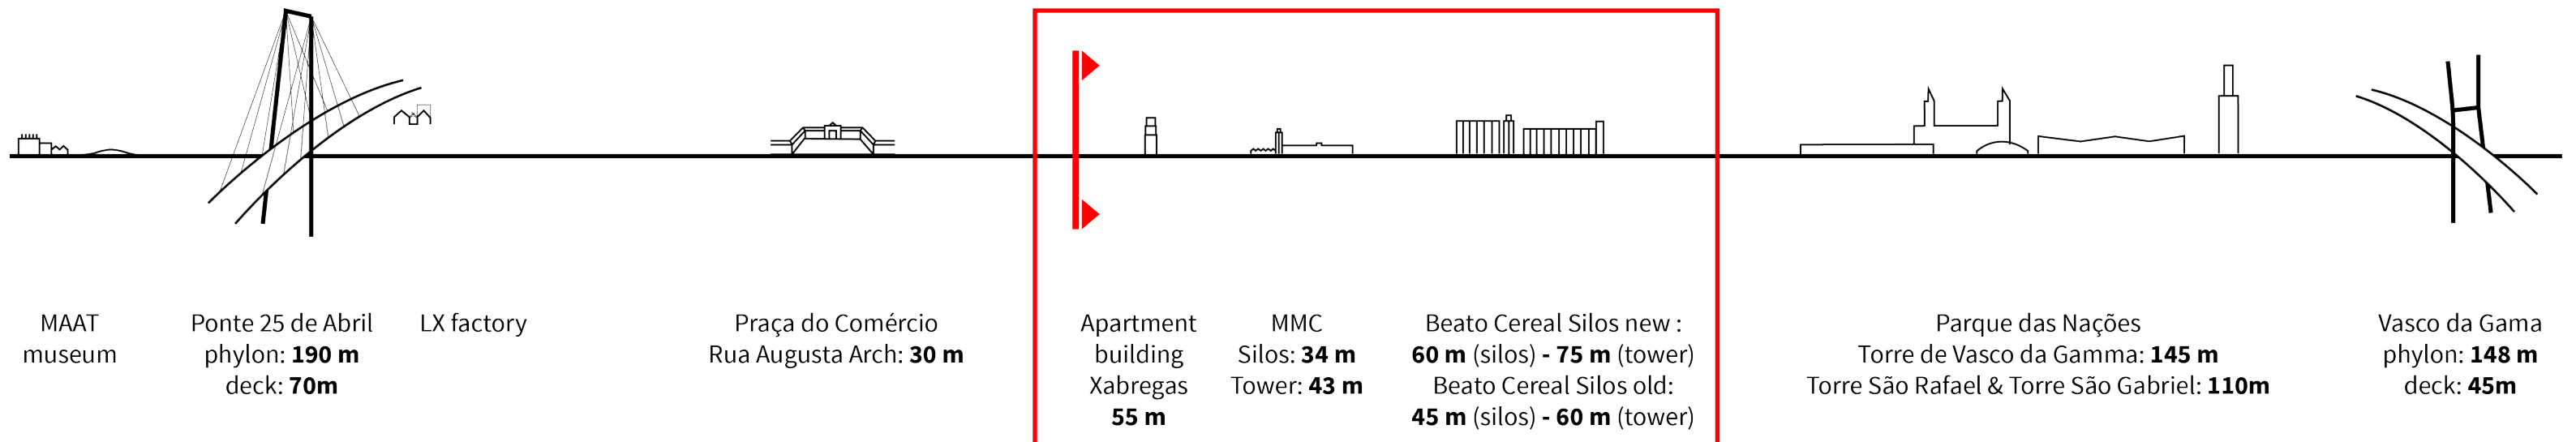 MAAT
museum
Ponte 25 de Abril
phylon: 190 m
deck: 70m
LX factory
Praça do Comércio
Rua Augusta Arch: 30 m
Apartment
building
Xabregas
55 m
MMC
Silos: 34 m
Tower: 43 m
Beato Cereal Silos new :
60 m (silos) - 75 m (tower)
Beato Cereal Silos old:
45 m (silos) - 60 m (tower)
Parque das Nações
Torre de Vasco da Gamma: 145 m
Torre São Rafael & Torre São Gabriel: 110m
Vasco da Gama
phylon: 148 m
deck: 45m